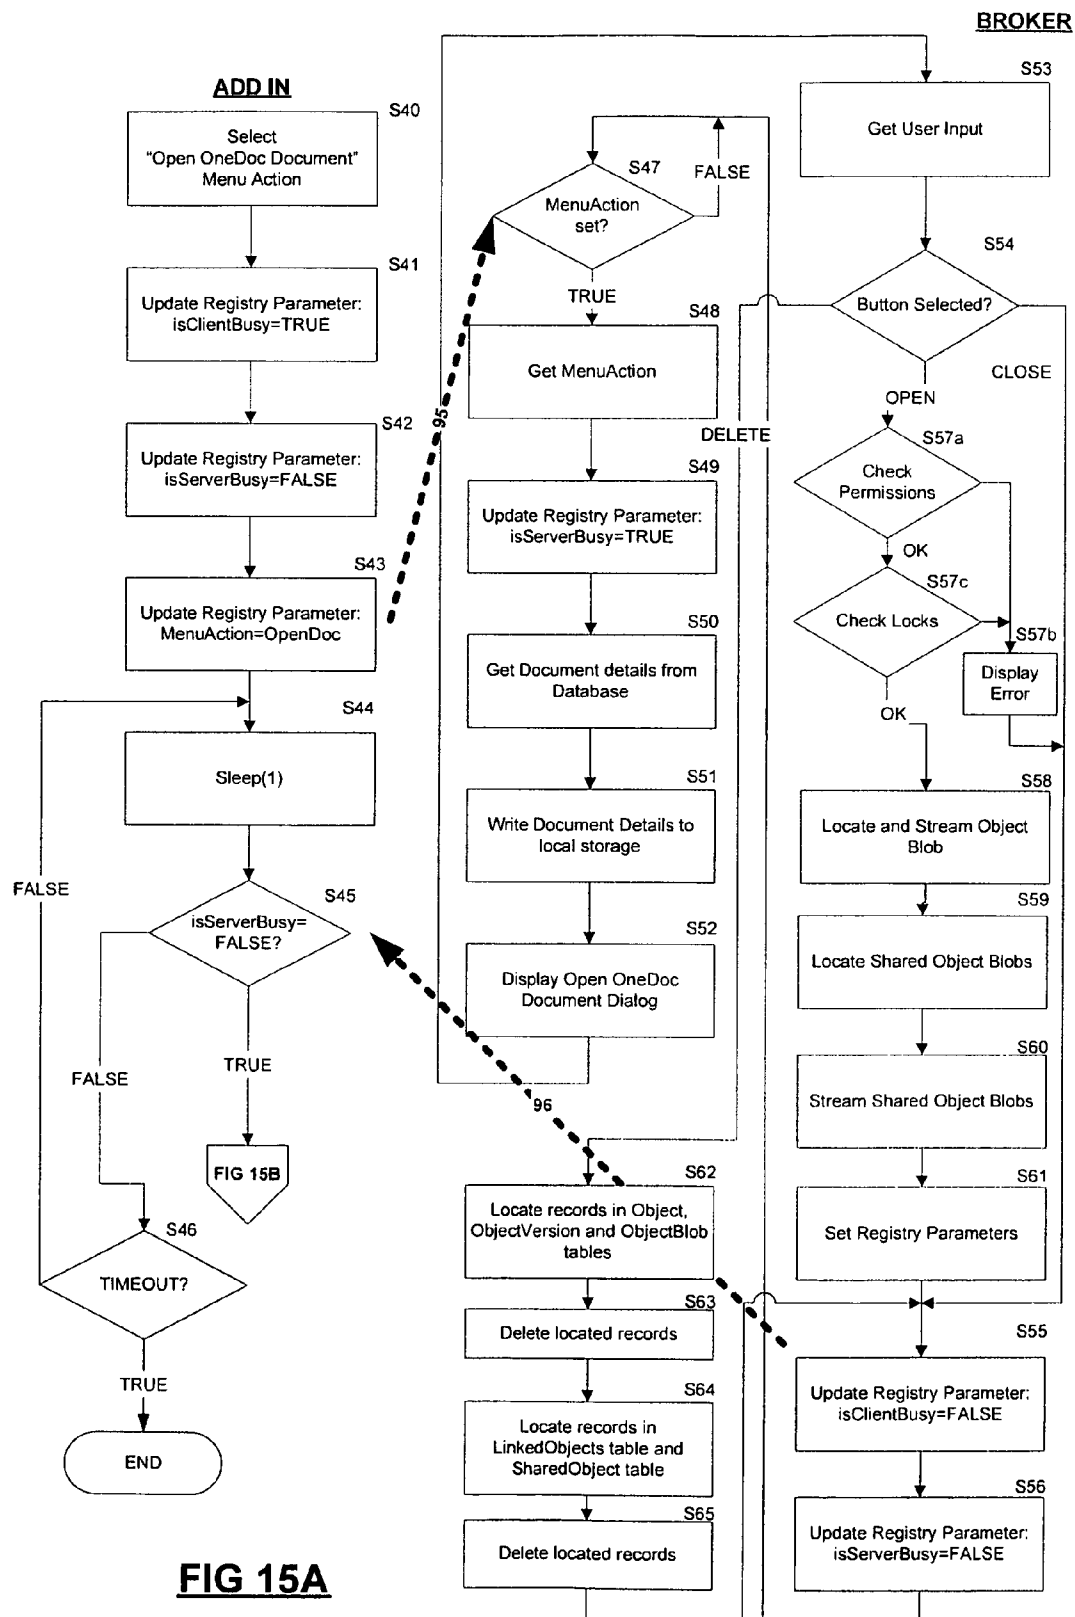 BROKER
ADD IN
S40
Select
"Open OneDoc Document"
Menu Action
S41
Update Registry Parameter:
isClientBusy=TRUE
S42
Update Registry Parameter:
isServerBusy=FALSE
S43
Update Registry Parameter:
MenuAction=OpenDoc
S44
Sleep(1)
FALSE
S45
isServerBusy=
FALSE?
FALSE
TRUE
FIG 15B
S46
TIMEOUT?
TRUE
END
95
96
S47
FALSE
MenuAction
set?
TRUE
S48
Get MenuAction
S49
Update Registry Parameter:
isServerBusy=TRUE
S50
Get Document details from
Database
S51
Write Document Details to
local storage
S52
Display Open OneDoc
Document Dialog
S62
Locate records in Object,
ObjectVersion and ObjectBlob
tables
S63
Delete located records
S64
Locate records in
LinkedObjects table and
SharedObject table
S65
Delete located records
S53
Get User Input
S54
Button Selected?
DELETE
CLOSE
OPEN
S57a
Check
Permissions
OK
S57c
Check Locks
S57b
Display
Error
OK
S58
Locate and Stream Object
Blob
S59
Locate Shared Object Blobs
S60
Stream Shared Object Blobs
S61
Set Registry Parameters
S55
Update Registry Parameter:
isClientBusy=FALSE
S56
Update Registry Parameter:
isServerBusy=FALSE
FIG 15A